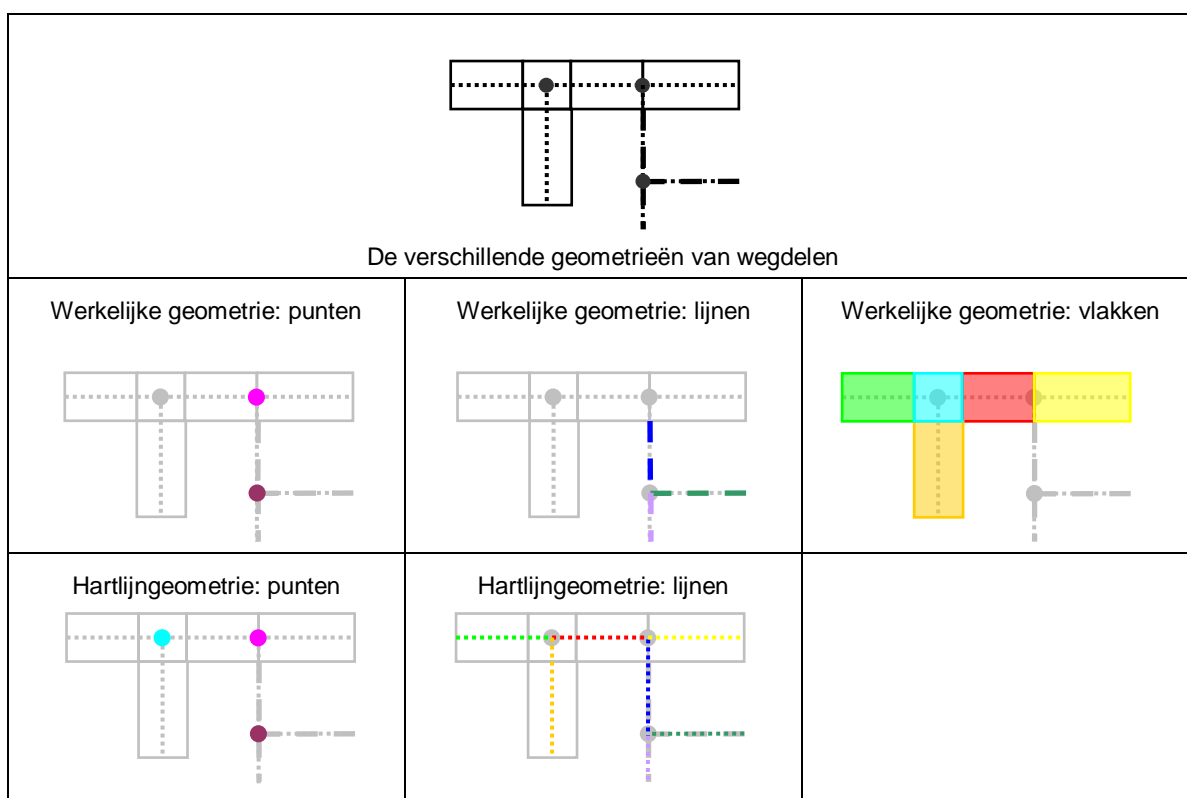 De verschillende geometrieën van wegdelen
Werkelijke geometrie: punten
Werkelijke geometrie: lijnen
Werkelijke geometrie: vlakken
Hartlijngeometrie: punten
Hartlijngeometrie: lijnen